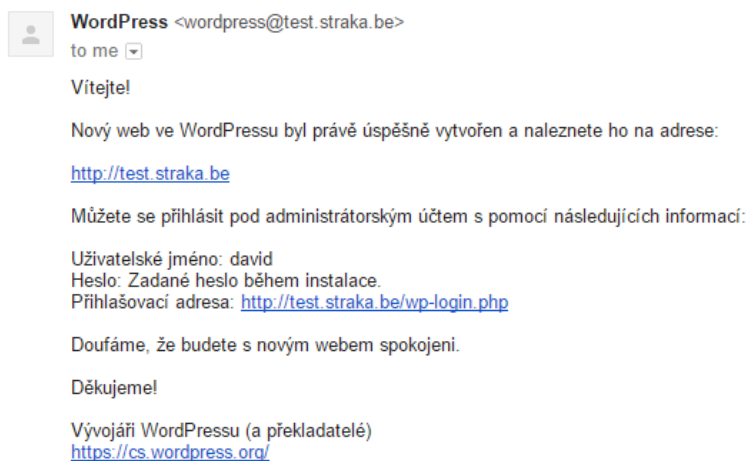 WordPress <wordpress@test.straka.be>
to me
Vítejte!
Nový web ve WordPressu byl právě úspěšně vytvořen a naleznete ho na adrese:
http://test.straka.be
Můžete se přihlásit pod administrátorským účtem s pomocí následujících informací:
Uživatelské jméno: david
Heslo: Zadané heslo během instalace.
Přihlašovací adresa: http://test.straka.be/wp-login.php
Doufáme, že budete s novým webem spokojeni.
Děkujeme!
Vývojáři WordPressu (a překladatelé)
https://cs.wordpress.org/